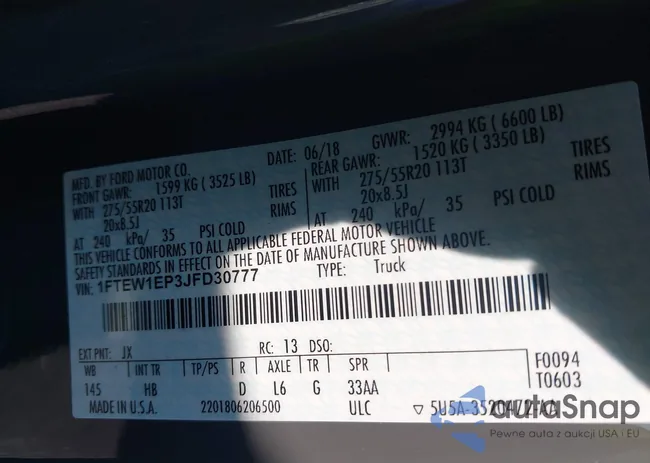 MFD. BY FORD MOTOR CO. DATE: 06/18 GVWR: 2994 KG ( 6600 LB)
FRONT GAWR: 1599 KG ( 3525 LB) REAR GAWR: 1520 KG ( 3350 LB)
WITH 275/55R20 113T TIRES WITH 275/55R20 113T TIRES
20x8.5J RIMS 20x8.5J RIMS
AT 240 kPa/ 35 PSI COLD AT 240 kPa/ 35 PSI COLD
THIS VEHICLE CONFORMS TO ALL APPLICABLE FEDERAL MOTOR VEHICLE
SAFETY STANDARDS IN EFFECT ON THE DATE OF MANUFACTURE SHOWN ABOVE.
VIN: 1FTEW1EP3JFD30777 TYPE: Truck
EXT PNT: JX RC: 13 DSO: F0094
WB INT TR TP/PS R AXLE TR SPR T0603
145 HB D L6 G 33AA
MADE IN U.S.A. 2201806206500 ULC
autaSnap
Pewne auta z aukcji USA i EU